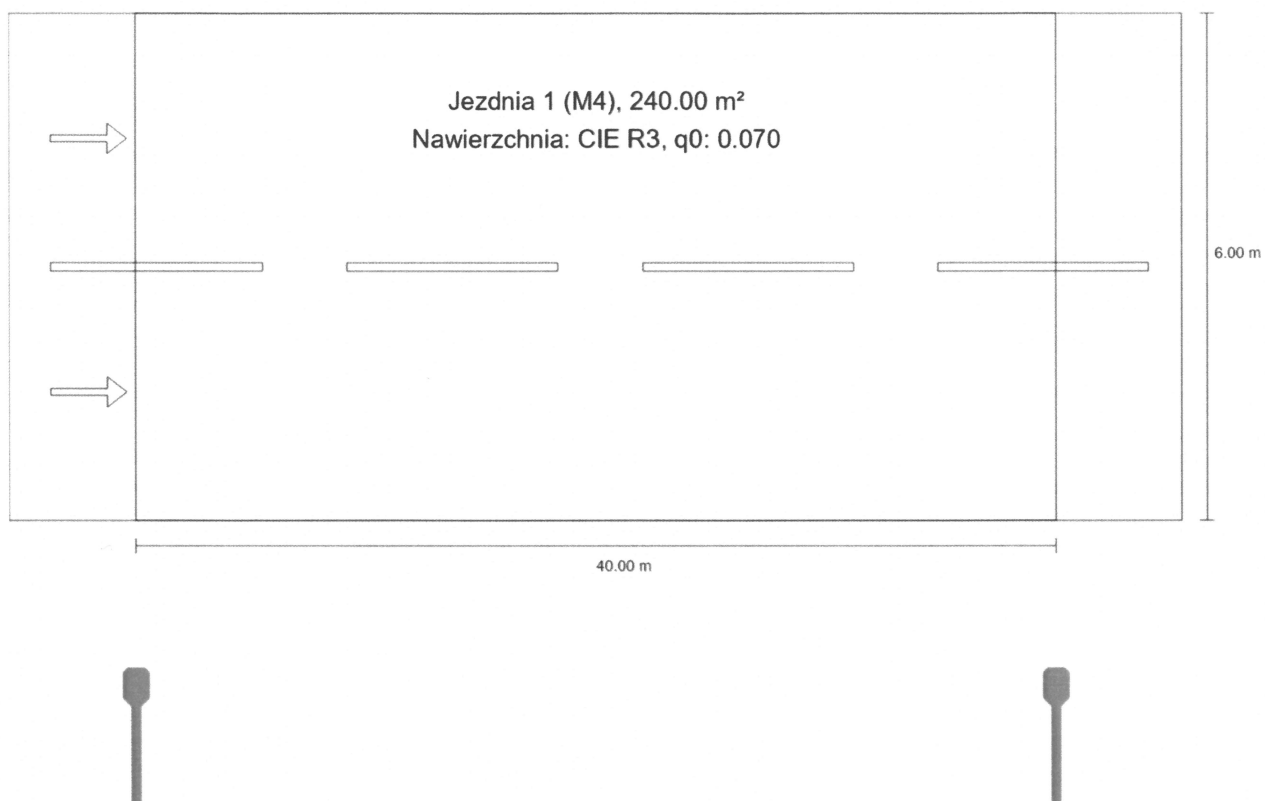 Jezdnia 1 (M4), 240.00 m²
Nawierzchnia: CIE R3, q0: 0.070
6.00 m
40.00 m